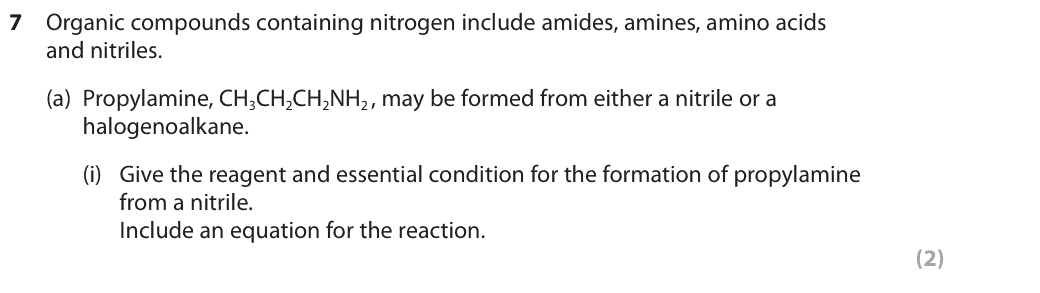 7 Organic compounds containing nitrogen include amides, amines, amino acids
and nitriles.
(a) Propylamine, CH₃CH₂CH₂NH₂, may be formed from either a nitrile or a
halogenoalkane.
(i) Give the reagent and essential condition for the formation of propylamine
from a nitrile.
Include an equation for the reaction.
(2)